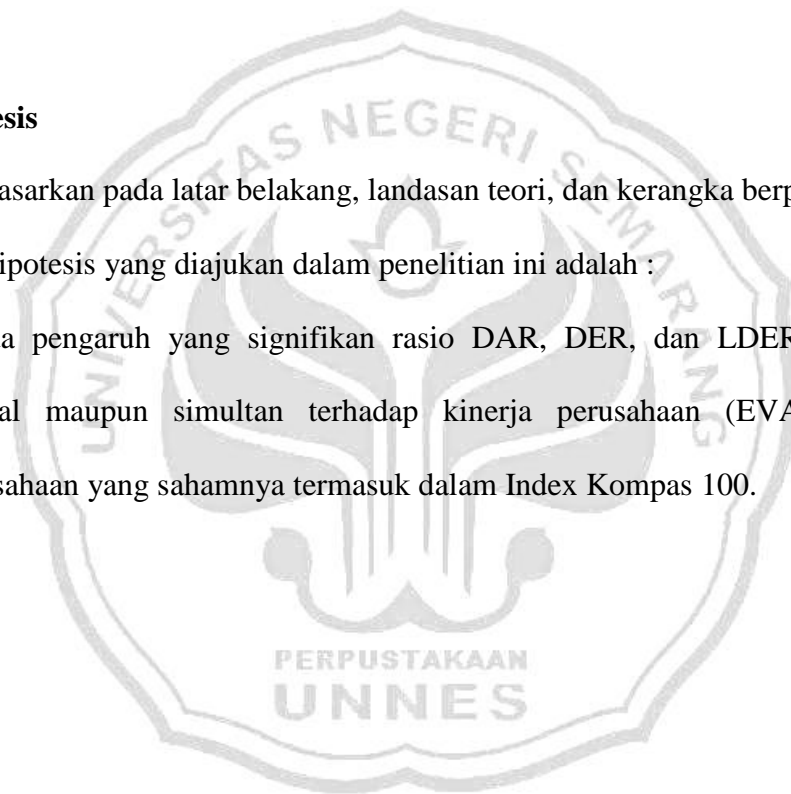 esis
asarkan pada latar belakang, landasan teori, dan kerangka berp
ipotesis yang diajukan dalam penelitian ini adalah :
a pengaruh yang signifikan rasio DAR, DER, dan LDER
al maupun simultan terhadap kinerja perusahaan (EVA
sahaan yang sahamnya termasuk dalam Index Kompas 100.
UNIVERSITAS NEGERI SEMARANG
PERPUSTAKAAN
UNNES